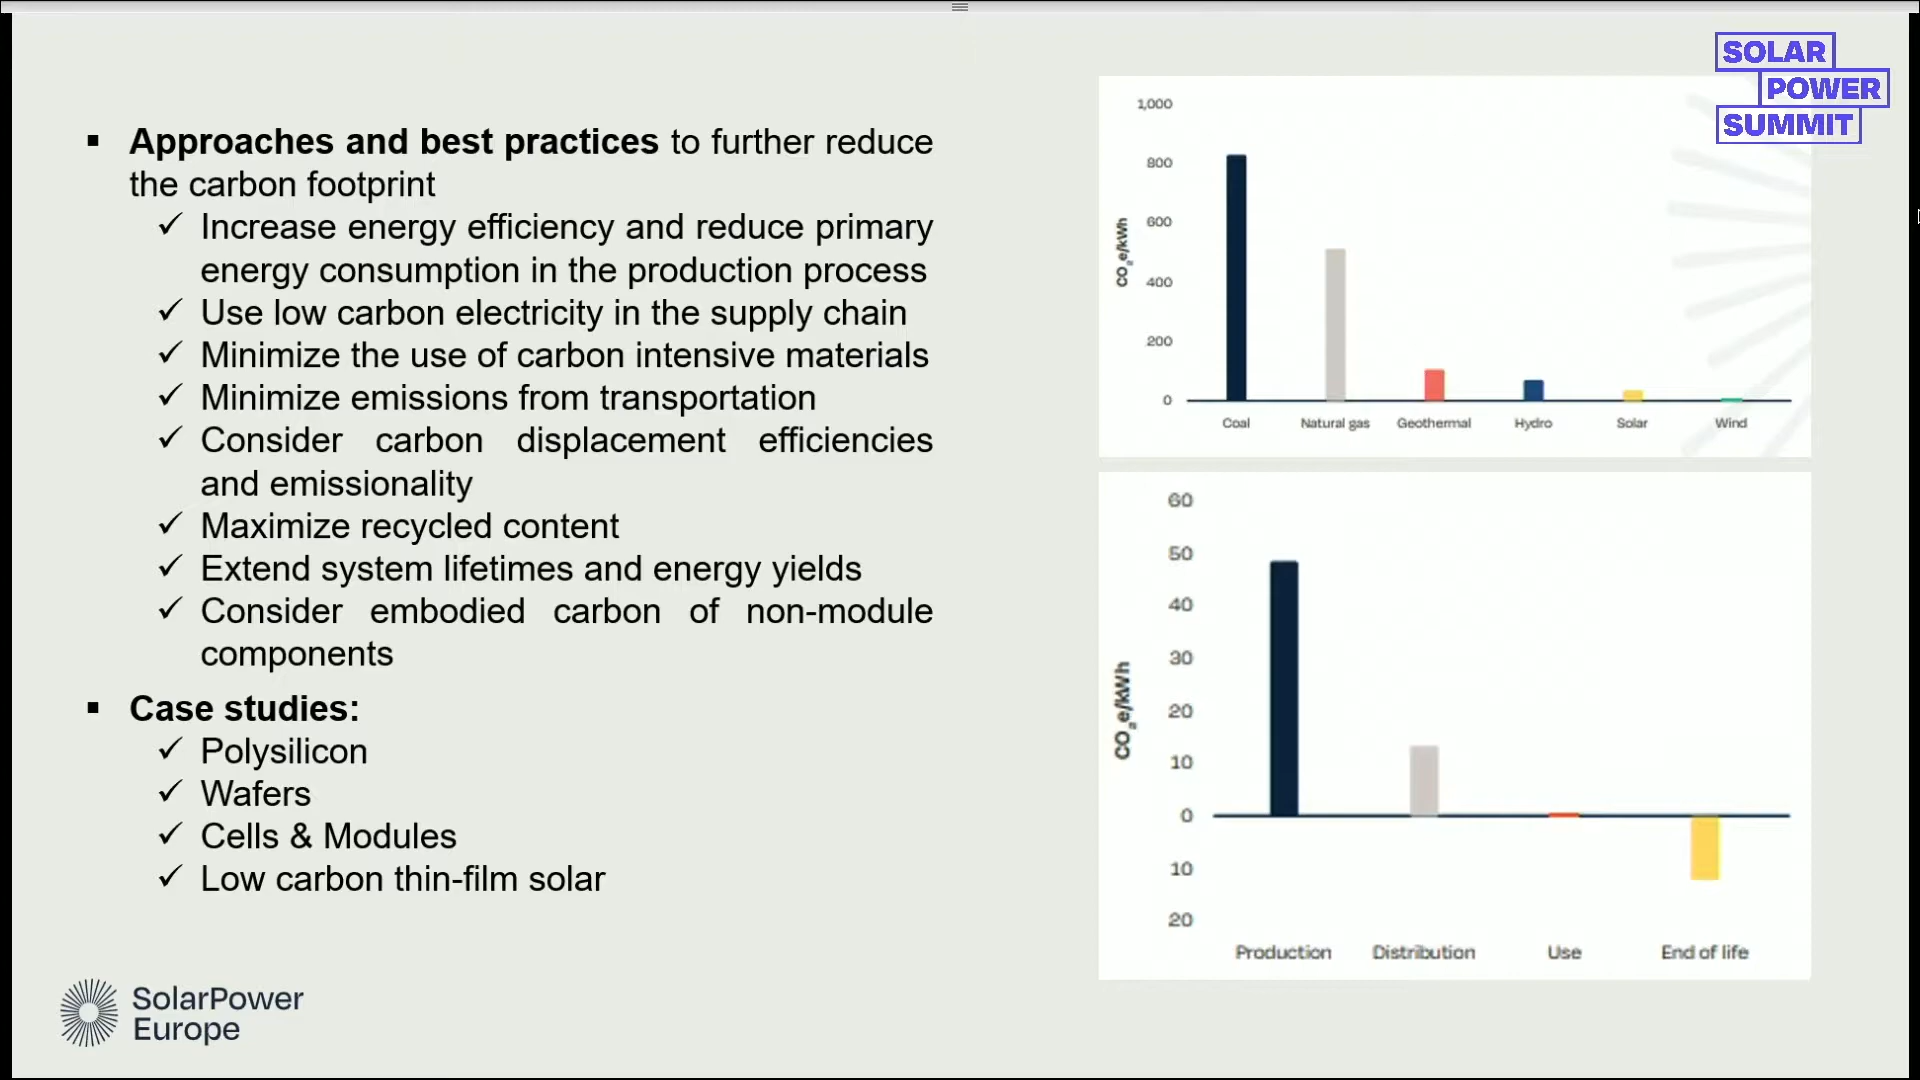 SOLAR
POWER
SUMMIT
▪ Approaches and best practices to further reduce
the carbon footprint
✓ Increase energy efficiency and reduce primary
energy consumption in the production process
✓ Use low carbon electricity in the supply chain
✓ Minimize the use of carbon intensive materials
✓ Minimize emissions from transportation
✓ Consider carbon displacement efficiencies
and emissionality
✓ Maximize recycled content
✓ Extend system lifetimes and energy yields
✓ Consider embodied carbon of non-module
components
▪ Case studies:
✓ Polysilicon
✓ Wafers
✓ Cells & Modules
✓ Low carbon thin-film solar
SolarPower
Europe
1,000
800
600
400
200
0
CO₂e/kWh
Coal Natural gas Geothermal Hydro Solar Wind
60
50
40
30
20
10
0
10
20
CO₂e/kWh
Production Distribution Use End of life